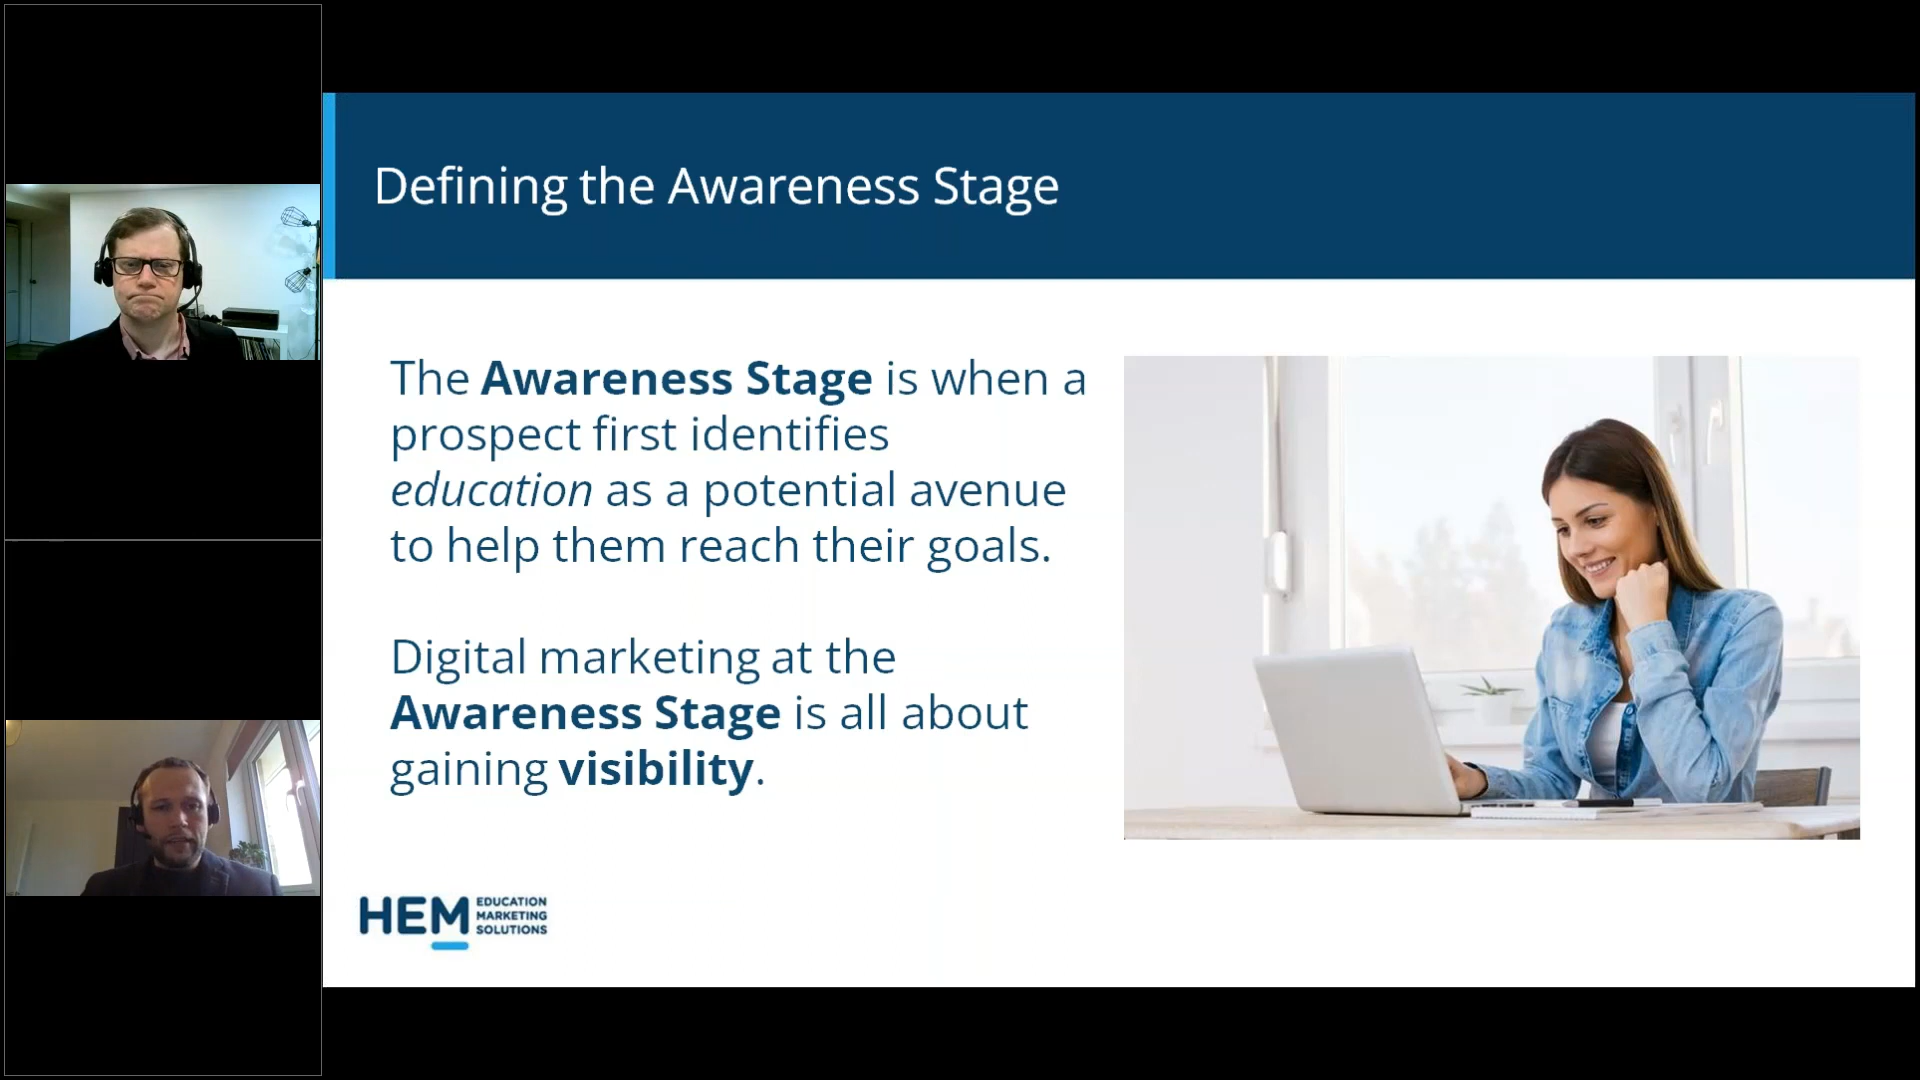 Defining the Awareness Stage
The Awareness Stage is when a
prospect first identifies
education as a potential avenue
to help them reach their goals.
Digital marketing at the
Awareness Stage is all about
gaining visibility.
HEM EDUCATION
MARKETING
SOLUTIONS